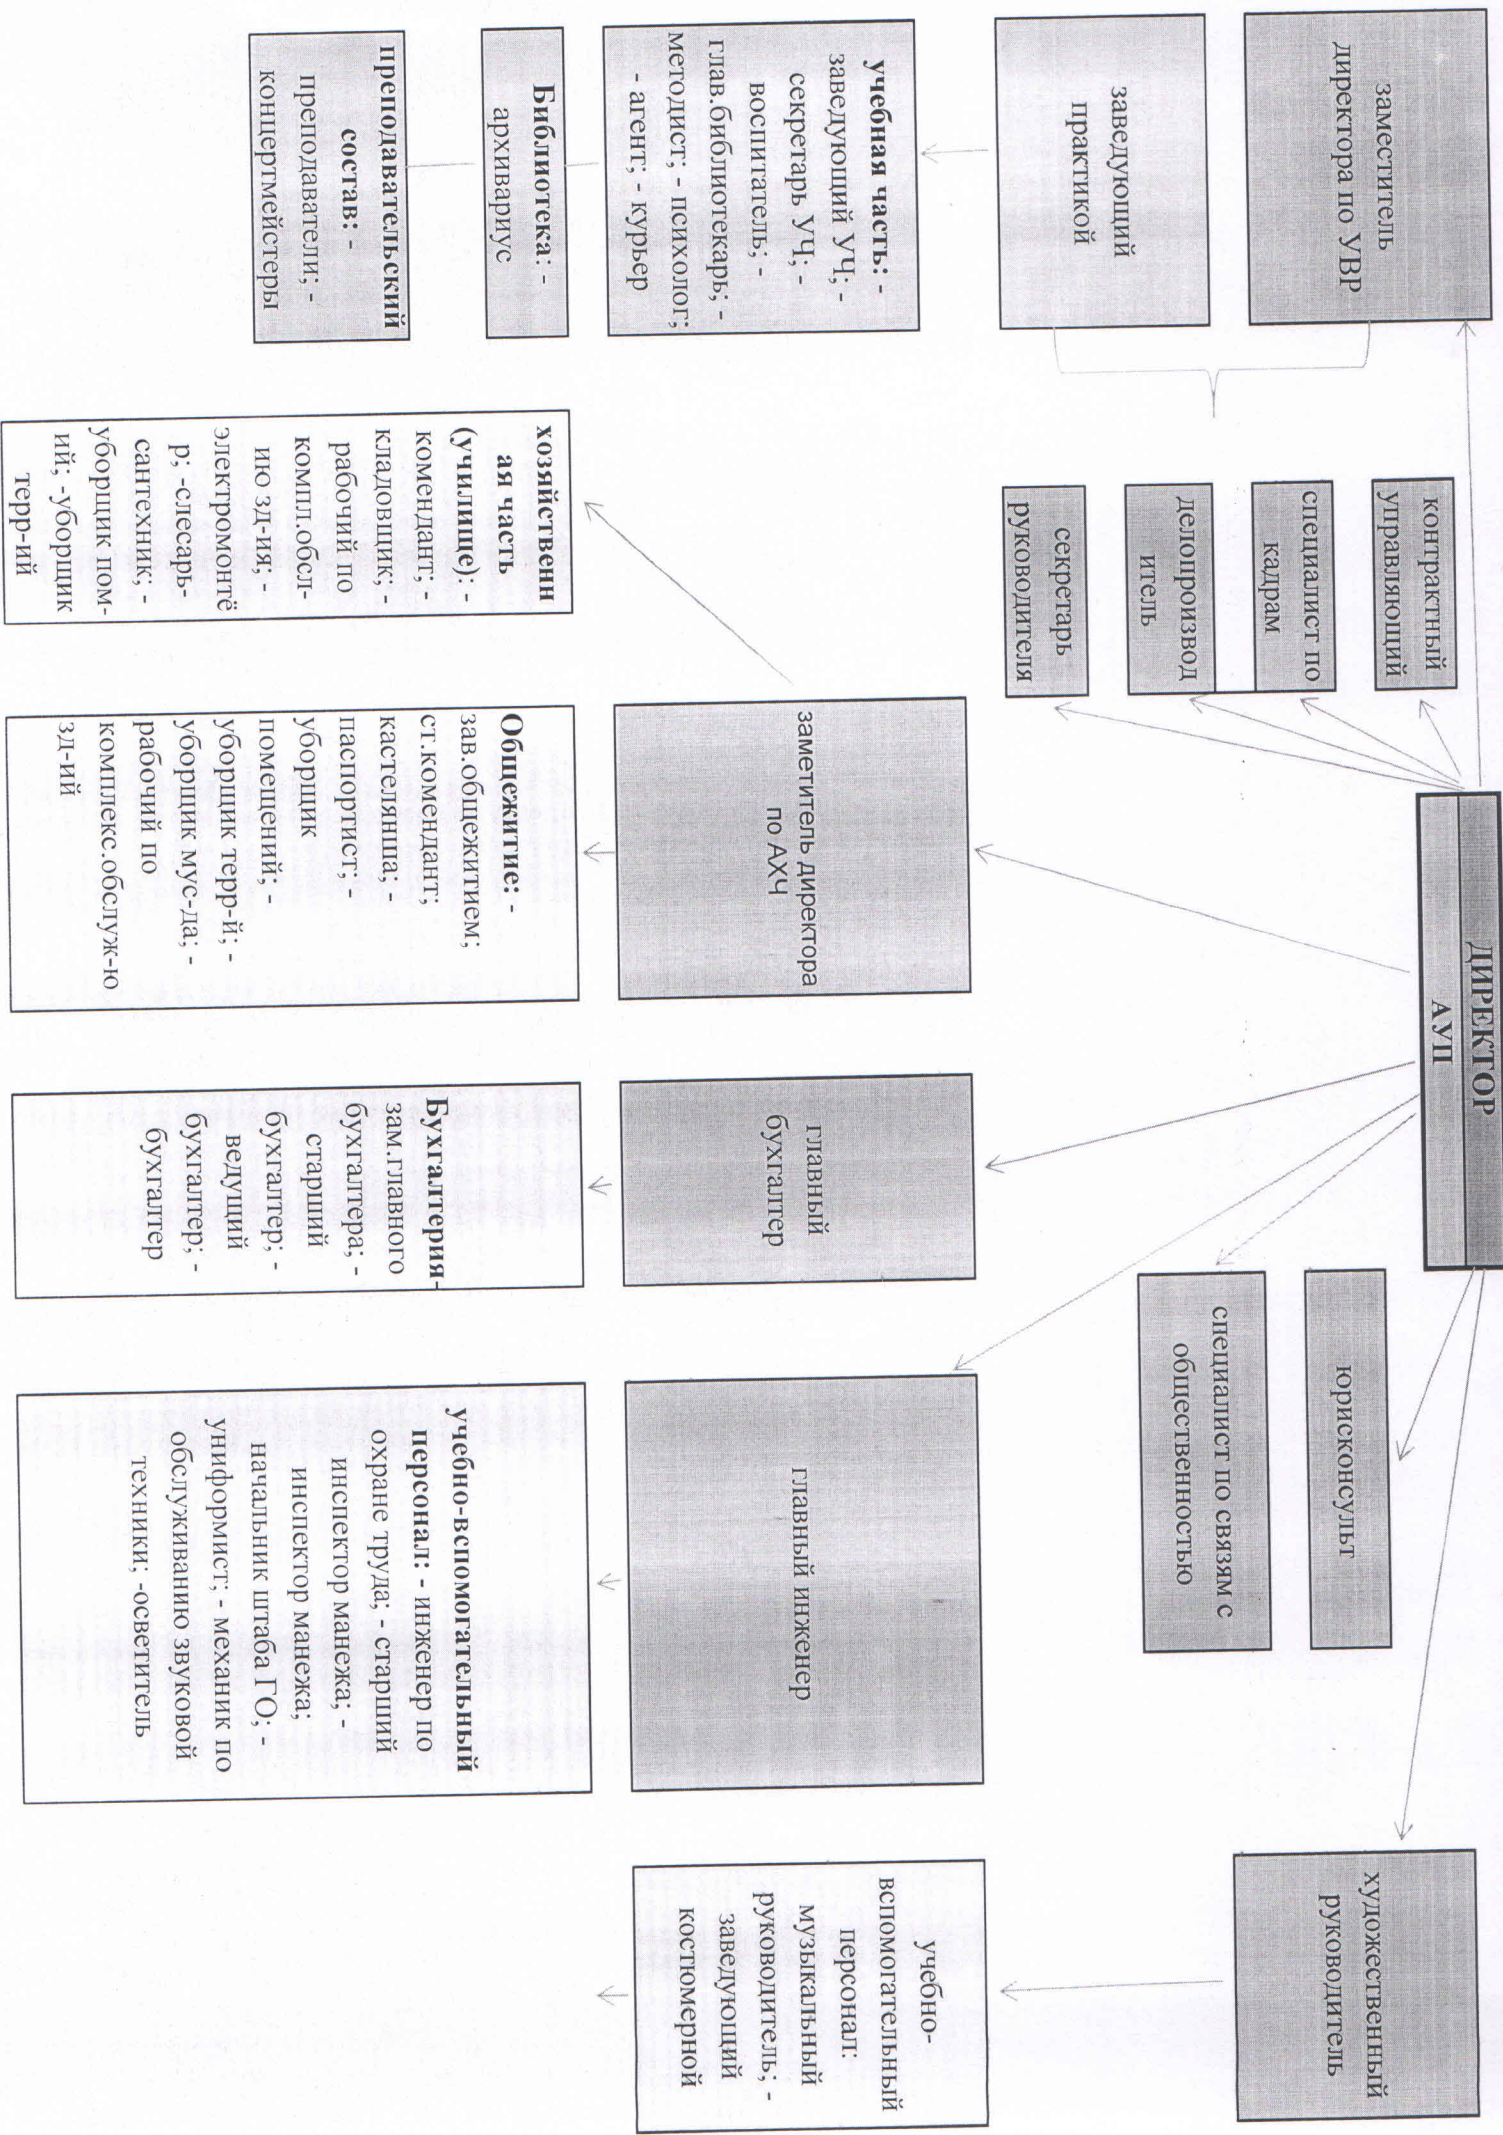 ДИРЕКТОР
АУП
заместитель
директора по УВР
заведующий
практикой
учебная часть: -
заведующий УЧ; -
секретарь УЧ; -
воспитатель; -
глав.библиотекарь; -
методист; - психолог;
- агент; - курьер
Библиотека: -
архивариус
преподавательский
состав: -
преподаватели; -
концертмейстеры
контрактный
управляющий
специалист по
кадрам
делопроизвод
итель
секретарь
руководителя
хозяйственн
ая часть
(училище): -
комендант; -
кладовщик; -
рабочий по
компл.обсл-
ию зд-ия; -
электромонтё
р; -слесарь-
сантехник; -
уборщик пом-
ий; -уборщик
терр-ий
заметитель директора
по АХЧ
Общежитие: -
зав.общежитием;
ст.комендант;
кастелянша; -
паспортист; -
уборщик
помещений; -
уборщик терр-й; -
уборщик мус-да; -
рабочий по
комплекс.обслуж-ю
зд-ий
главный
бухгалтер
Бухгалтерия-
зам.главного
бухгалтера; -
старший
бухгалтер; -
ведущий
бухгалтер; -
бухгалтер
юрисконсульт
специалист по связям с
общественностью
главный инженер
учебно-вспомогательный
персонал: - инженер по
охране труда; - старший
инспектор манежа; -
инспектор манежа;
начальник штаба ГО; -
униформист; - механик по
обслуживанию звуковой
техники; -осветитель
художественный
руководитель
учебно-
вспомогательный
персонал:
музыкальный
руководитель; -
заведующий
костюмерной